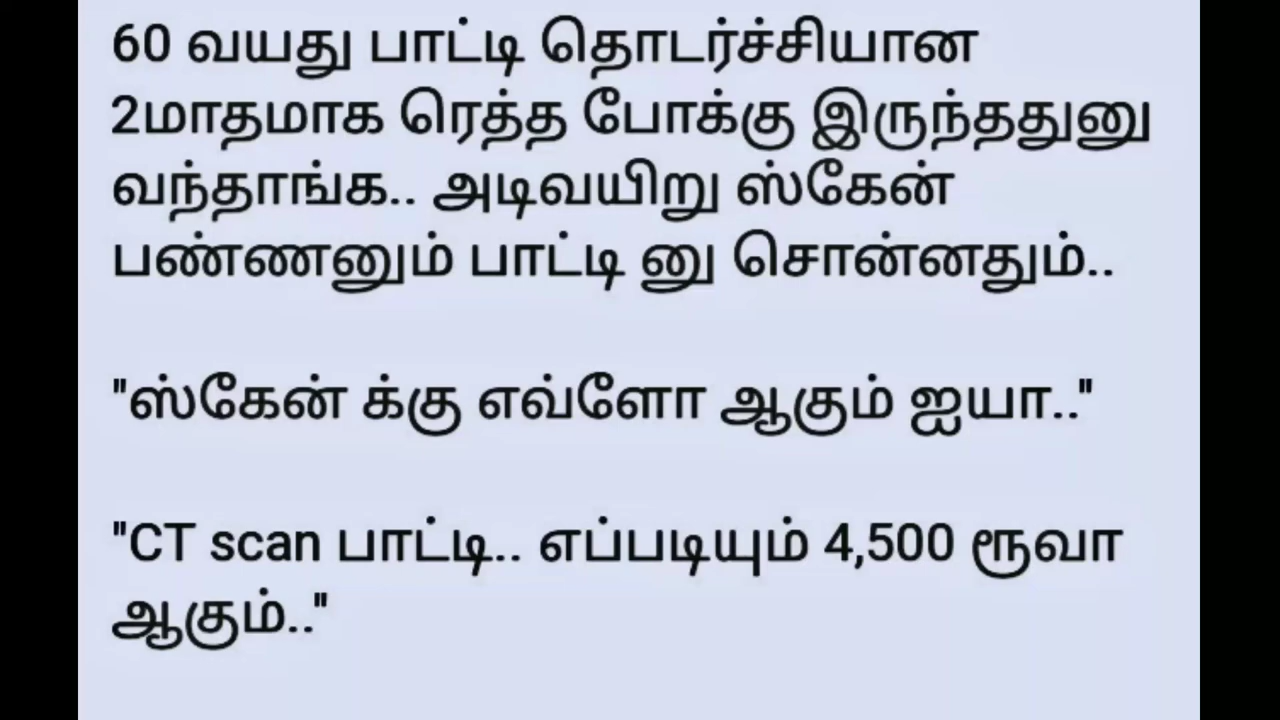 60 வயது பாட்டி தொடர்ச்சியான
2மாதமாக ரெத்த போக்கு இருந்ததுனு
வந்தாங்க.. அடிவயிறு ஸ்கேன்
பண்ணனும் பாட்டி னு சொன்னதும்..
"ஸ்கேன் க்கு எவ்ளோ ஆகும் ஐயா.."
"CT scan பாட்டி.. எப்படியும் 4,500 ரூவா
ஆகும்.."